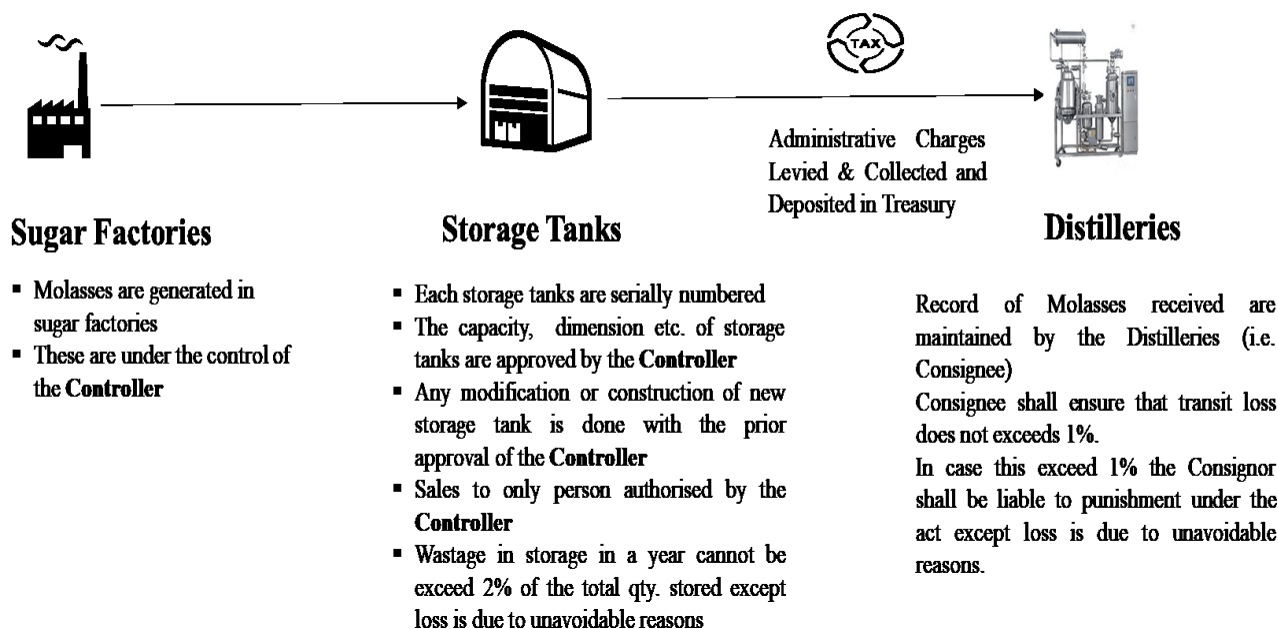 TAX
Administrative Charges
Levied & Collected and
Deposited in Treasury
Sugar Factories
▪ Molasses are generated in
sugar factories
▪ These are under the control of
the Controller
Storage Tanks
▪ Each storage tanks are serially numbered
▪ The capacity, dimension etc. of storage
tanks are approved by the Controller
▪ Any modification or construction of new
storage tank is done with the prior
approval of the Controller
▪ Sales to only person authorised by the
Controller
▪ Wastage in storage in a year cannot be
exceed 2% of the total qty. stored except
loss is due to unavoidable reasons
Distilleries
Record of Molasses received are
maintained by the Distilleries (i.e.
Consignee)
Consignee shall ensure that transit loss
does not exceeds 1%.
In case this exceed 1% the Consignor
shall be liable to punishment under the
act except loss is due to unavoidable
reasons.